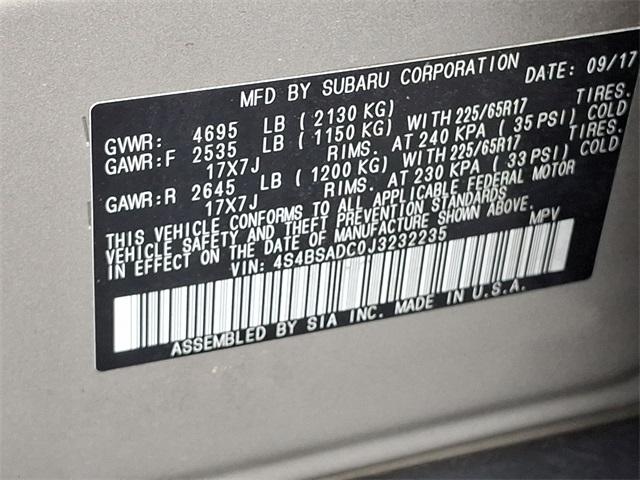 MFD BY SUBARU CORPORATION DATE: 09/17
GVWR: 4695 LB ( 2130 KG)
GAWR:F 2535 LB ( 1150 KG) WITH 225/65R17 TIRES.
17X7J RIMS. AT 240 KPA ( 35 PSI) COLD
GAWR:R 2645 LB ( 1200 KG) WITH 225/65R17 TIRES.
17X7J RIMS. AT 230 KPA ( 33 PSI) COLD
THIS VEHICLE CONFORMS TO ALL APPLICABLE FEDERAL MOTOR
VEHICLE SAFETY AND THEFT PREVENTION STANDARDS
IN EFFECT ON THE DATE OF MANUFACTURE SHOWN ABOVE.
VIN: 4S4BSADC0J3232235 MPV
ASSEMBLED BY SIA INC. MADE IN U.S.A.